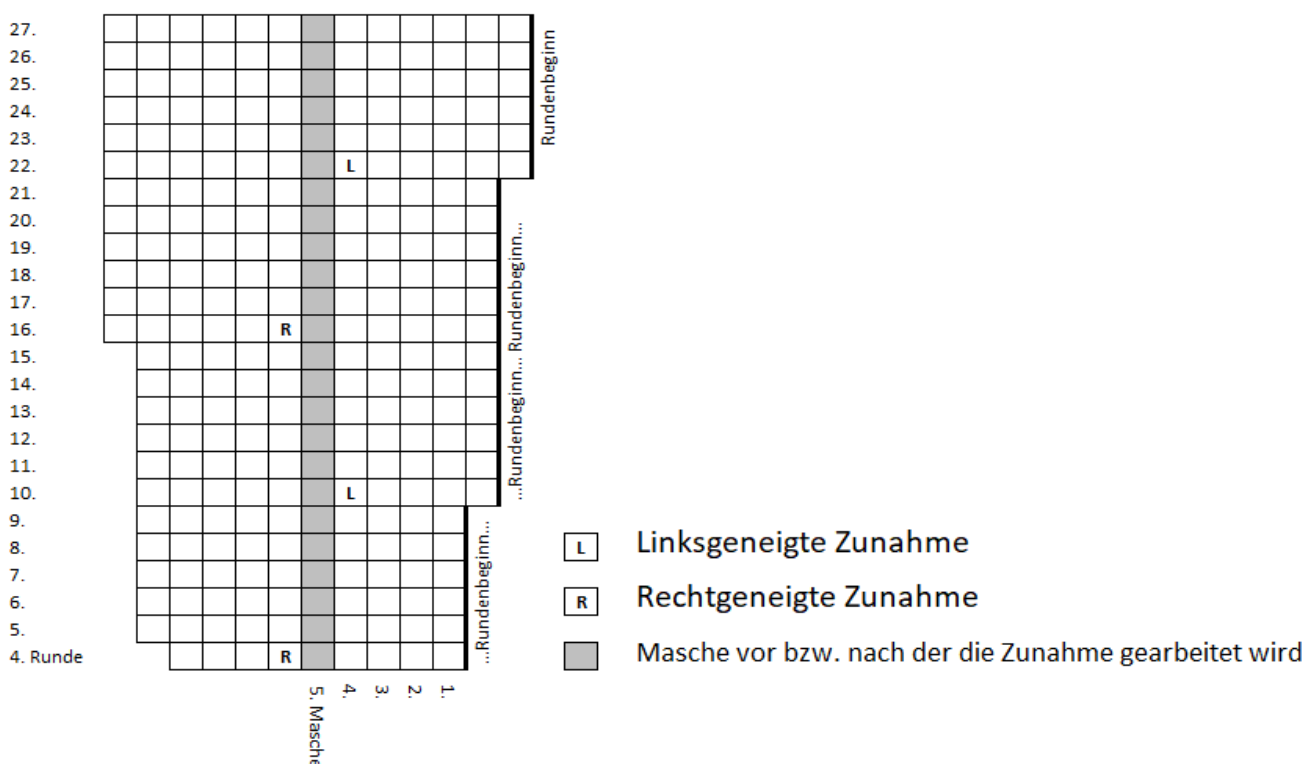 27.
26.
25.
24.
23.
22. L
21.
20.
19.
18.
17.
16. R
15.
14.
13.
12.
11.
10. L
9.
8.
7.
6.
5.
4. Runde R
5. Masche
4.
3.
2.
1.
Rundenbeginn
...Rundenbeginn... Rundenbeginn...
...Rundenbeginn...
L Linksgeneigte Zunahme
R Rechtgeneigte Zunahme
Masche vor bzw. nach der die Zunahme gearbeitet wird